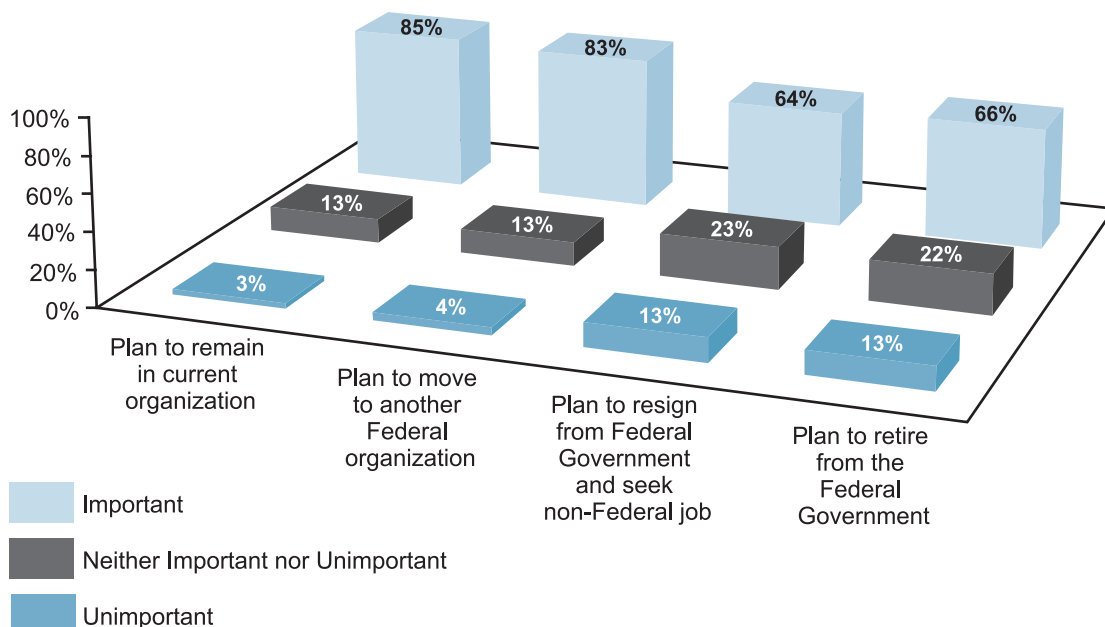 85%
83%
64%
66%
100%
80%
60%
40%
20%
0%
13%
13%
23%
22%
3%
4%
13%
13%
Plan to remain
in current
organization
Plan to move
to another
Federal
organization
Plan to resign
from Federal
Government
and seek
non-Federal job
Plan to retire
from the
Federal
Government
Important
Neither Important nor Unimportant
Unimportant